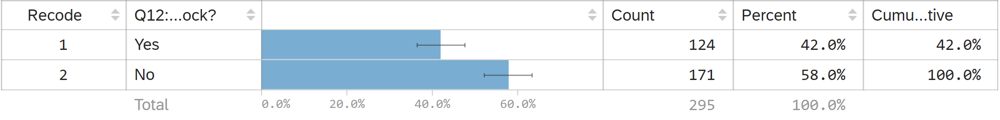 Recode Q12:...ock? Count Percent Cumu...tive
1 Yes 124 42.0% 42.0%
2 No 171 58.0% 100.0%
Total 0.0% 20.0% 40.0% 60.0% 295 100.0%